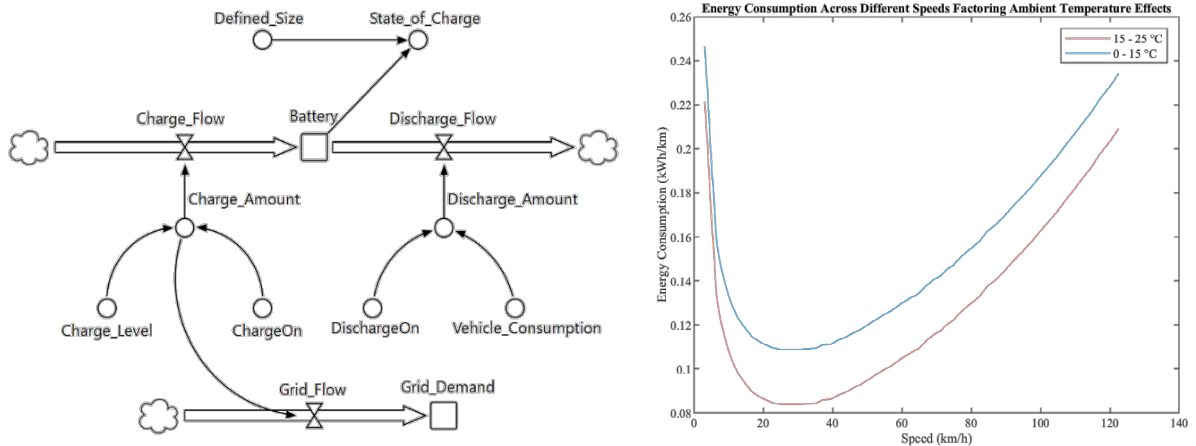 Defined_Size
State_of_Charge
Charge_Flow
Battery
Discharge_Flow
Charge_Amount
Discharge_Amount
Charge_Level
ChargeOn
DischargeOn
Vehicle_Consumption
Grid_Flow
Grid_Demand
Energy Consumption Across Different Speeds Factoring Ambient Temperature Effects
15 - 25 °C
0 - 15 °C
Energy Consumption (kWh/km)
0.26
0.24
0.22
0.2
0.18
0.16
0.14
0.12
0.1
0.08
0 20 40 60 80 100 120 140
Speed (km/h)